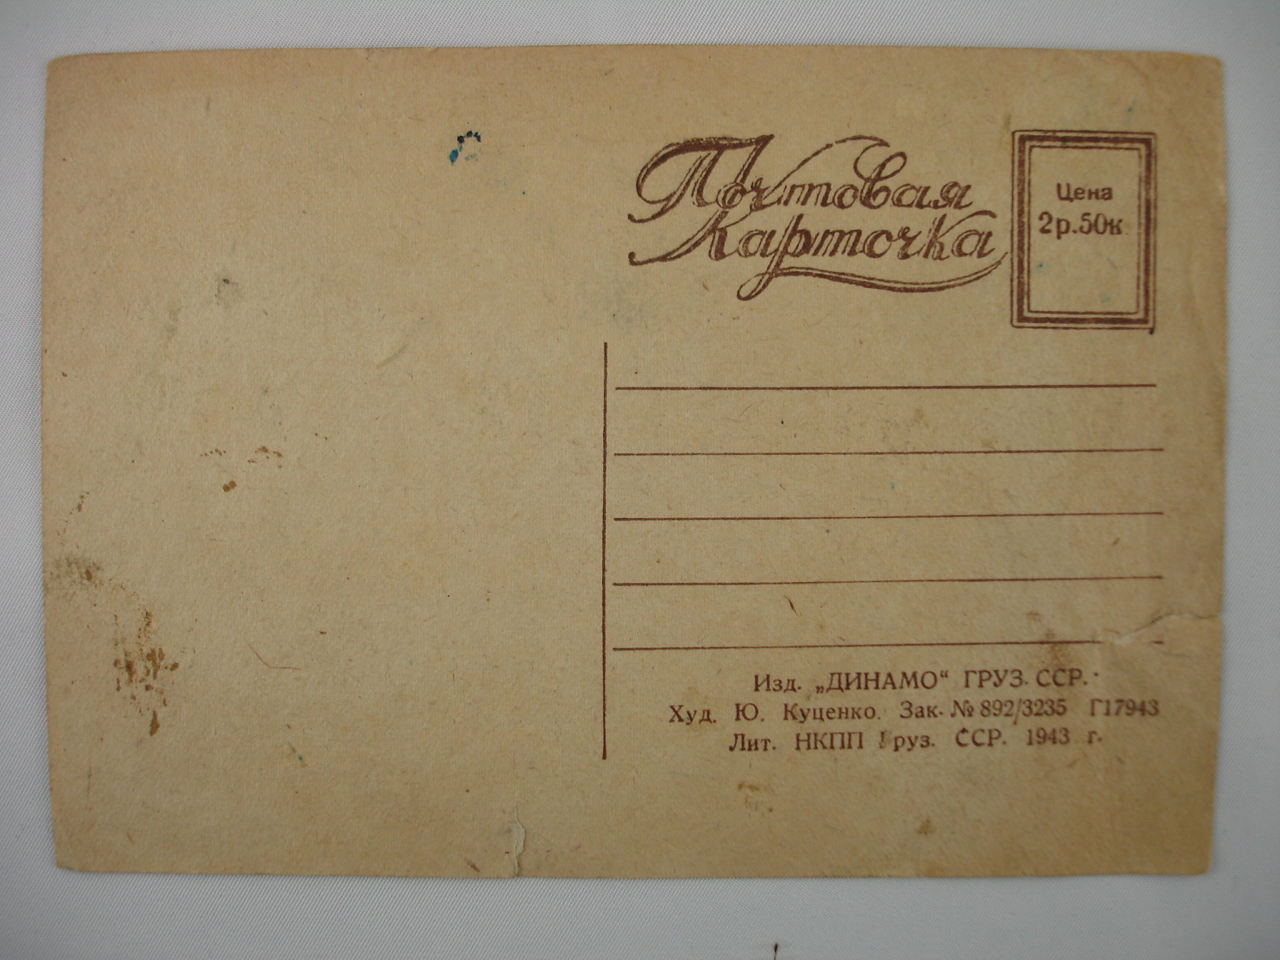 Почтовая
Карточка
Цена
2р.50к
Изд. „ДИНАМО“ ГРУЗ. ССР.
Худ. Ю. Куценко. Зак. № 892/3235 Г17943
Лит. НКПП Груз. ССР. 1943 г.